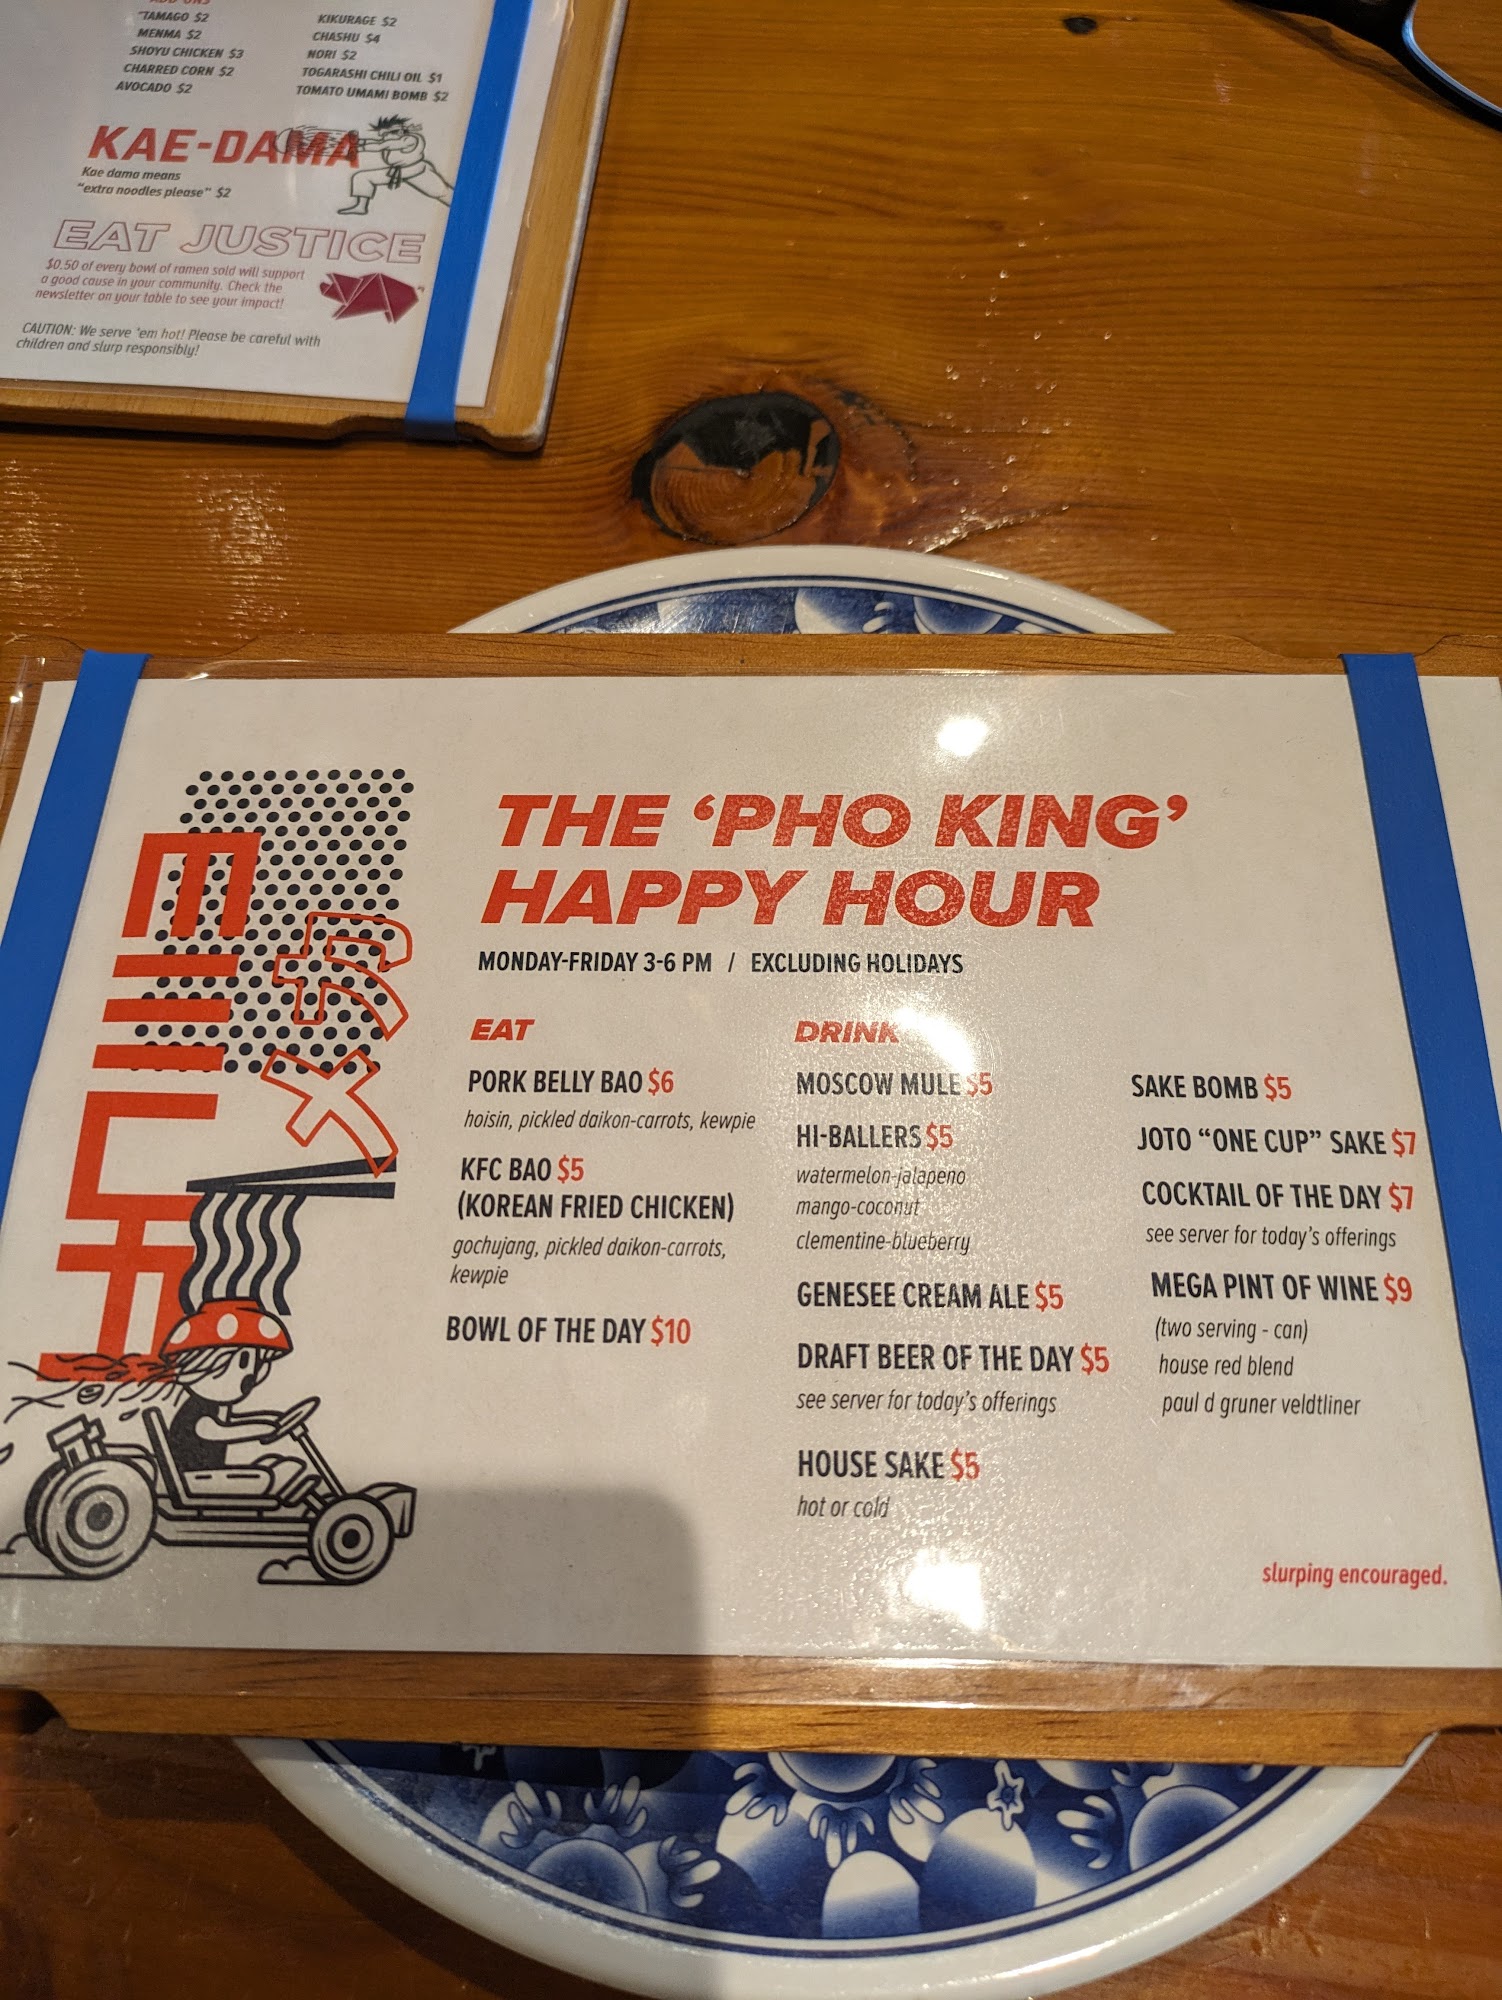 ADD-ONS
*TAMAGO $2
MENMA $2
SHOYU CHICKEN $3
CHARRED CORN $2
AVOCADO $2
KIKURAGE $2
CHASHU $4
NORI $2
TOGARASHI CHILI OIL $1
TOMATO UMAMI BOMB $2
KAE-DAMA
Kae dama means
"extra noodles please" $2
EAT JUSTICE
$0.50 of every bowl of ramen sold will support
a good cause in your community. Check the
newsletter on your table to see your impact!
CAUTION: We serve 'em hot! Please be careful with
children and slurp responsibly!
THE ‘PHO KING’
HAPPY HOUR
MONDAY-FRIDAY 3-6 PM / EXCLUDING HOLIDAYS
EAT
PORK BELLY BAO $6
hoisin, pickled daikon-carrots, kewpie
KFC BAO $5
(KOREAN FRIED CHICKEN)
gochujang, pickled daikon-carrots,
kewpie
BOWL OF THE DAY $10
DRINK
MOSCOW MULE $5
HI-BALLERS $5
watermelon-jalapeno
mango-coconut
clementine-blueberry
GENESEE CREAM ALE $5
DRAFT BEER OF THE DAY $5
see server for today's offerings
HOUSE SAKE $5
hot or cold
SAKE BOMB $5
JOTO “ONE CUP” SAKE $7
COCKTAIL OF THE DAY $7
see server for today's offerings
MEGA PINT OF WINE $9
(two serving - can)
house red blend
paul d gruner veldtliner
slurping encouraged.